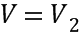 V = V₂